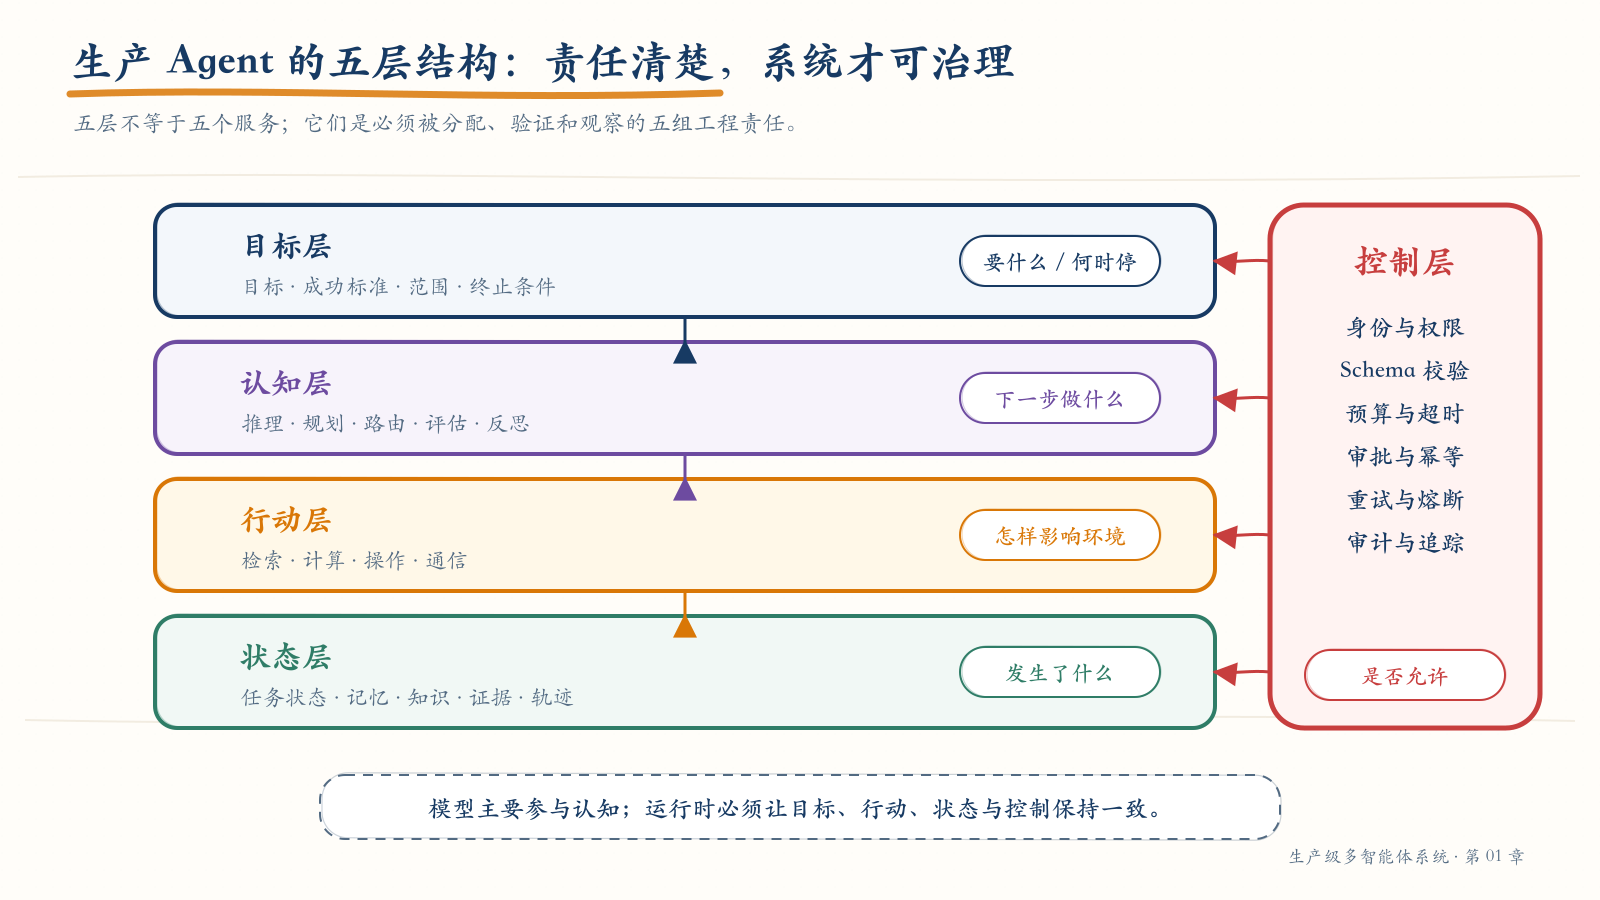 生产 Agent 的五层结构：责任清楚，系统才可治理
五层不等于五个服务；它们是必须被分配、验证和观察的五组工程责任。
目标层
目标 · 成功标准 · 范围 · 终止条件
要什么 / 何时停
认知层
推理 · 规划 · 路由 · 评估 · 反思
下一步做什么
行动层
检索 · 计算 · 操作 · 通信
怎样影响环境
状态层
任务状态 · 记忆 · 知识 · 证据 · 轨迹
发生了什么
控制层
身份与权限
Schema 校验
预算与超时
审批与幂等
重试与熔断
审计与追踪
是否允许
模型主要参与认知；运行时必须让目标、行动、状态与控制保持一致。
生产级多智能体系统 · 第 01 章